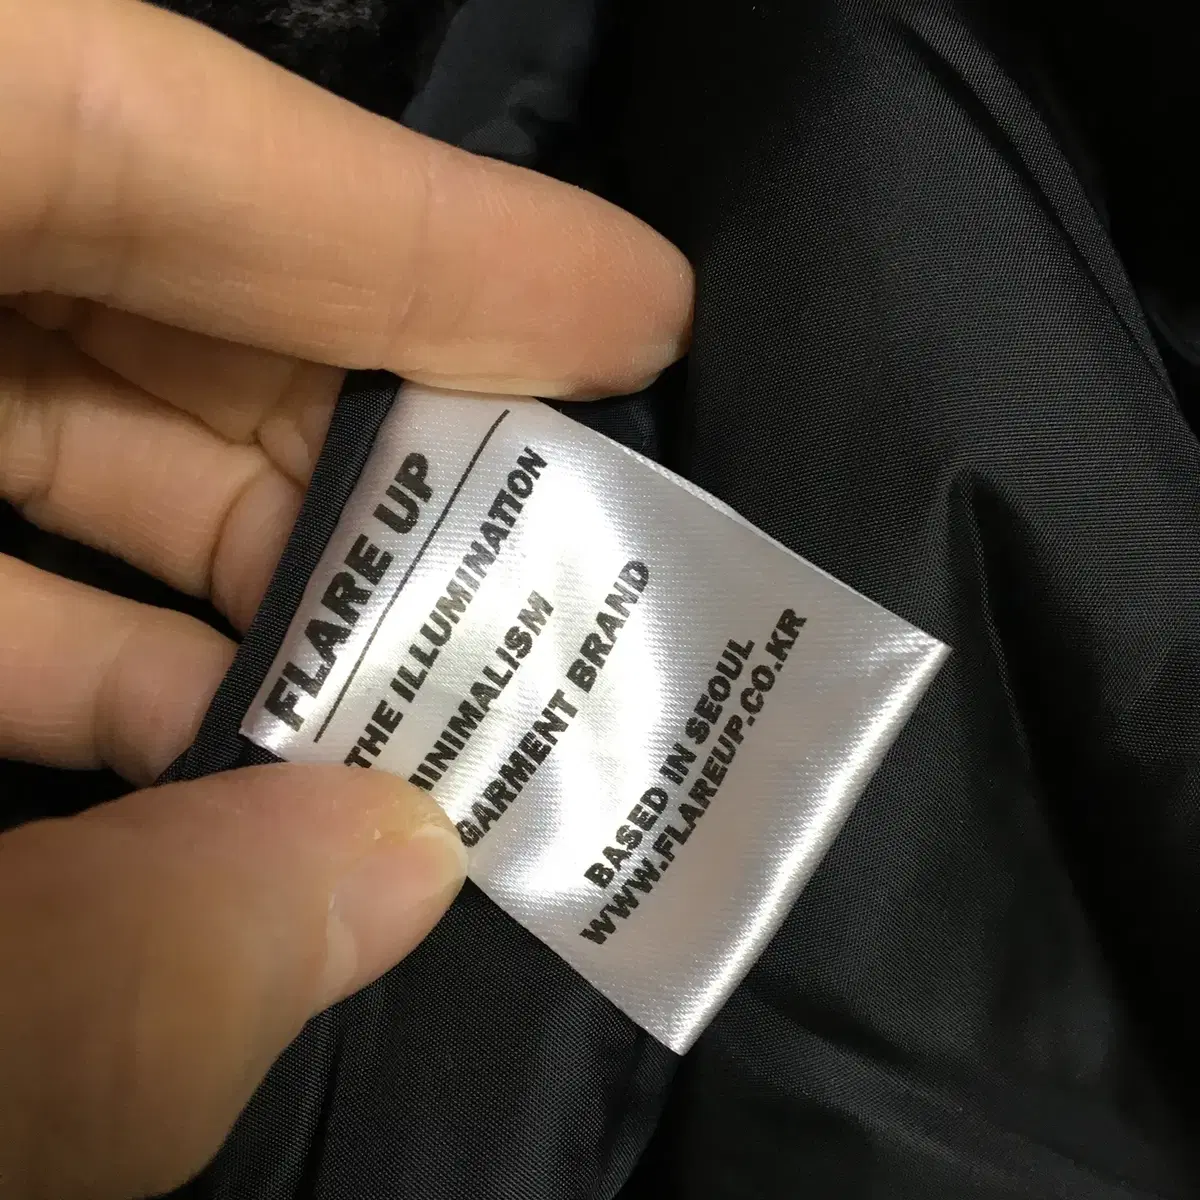 FLARE UP
THE ILLUMINATION
MINIMALISM
GARMENT BRAND
BASED IN SEOUL
WWW.FLAREUP.CO.KR